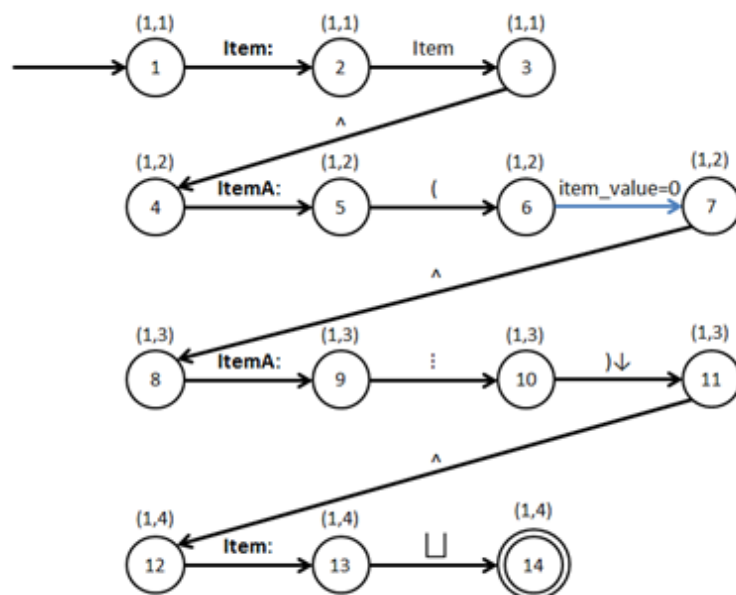 (1,1) (1,1) (1,1)
Item: Item
1 2 3
^
(1,2) (1,2) (1,2) (1,2)
ItemA: ( item_value=0
4 5 6 7
^
(1,3) (1,3) (1,3) (1,3)
ItemA: ⋮ )↓
8 9 10 11
^
(1,4) (1,4) (1,4)
Item: ⨆
12 13 14